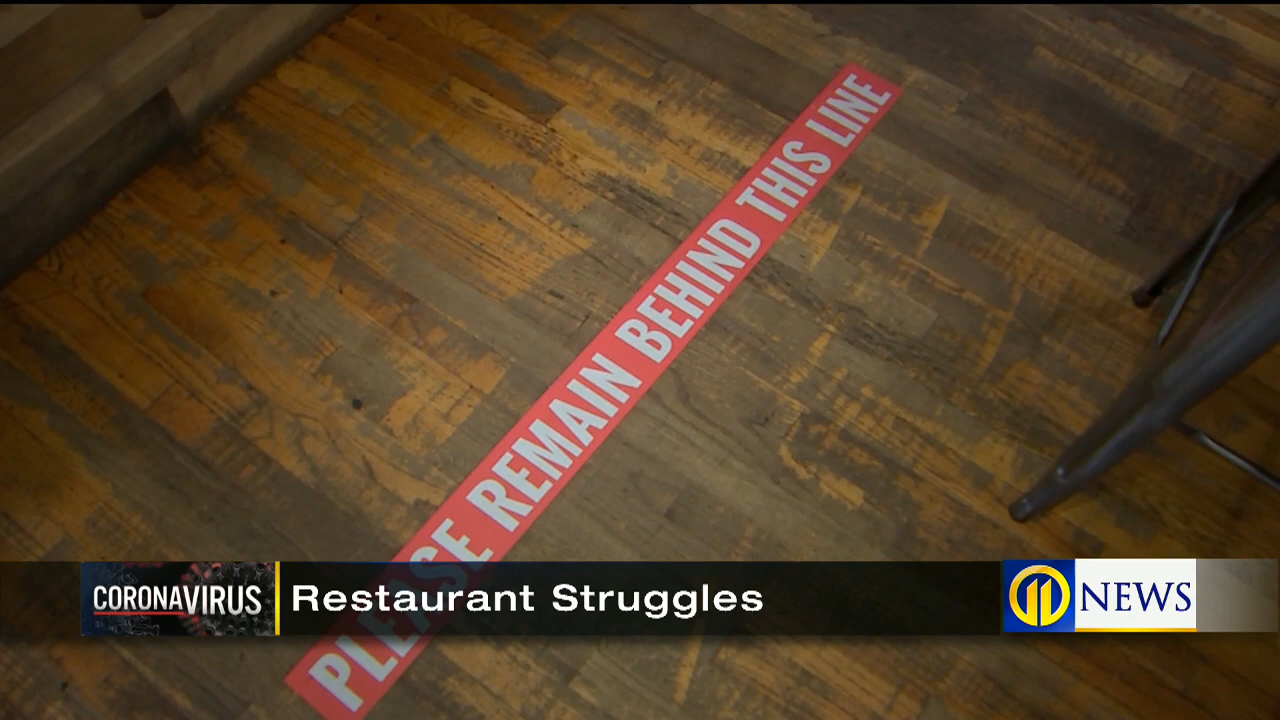 PLEASE REMAIN BEHIND THIS LINE
CORONAVIRUS
Restaurant Struggles
11 NEWS